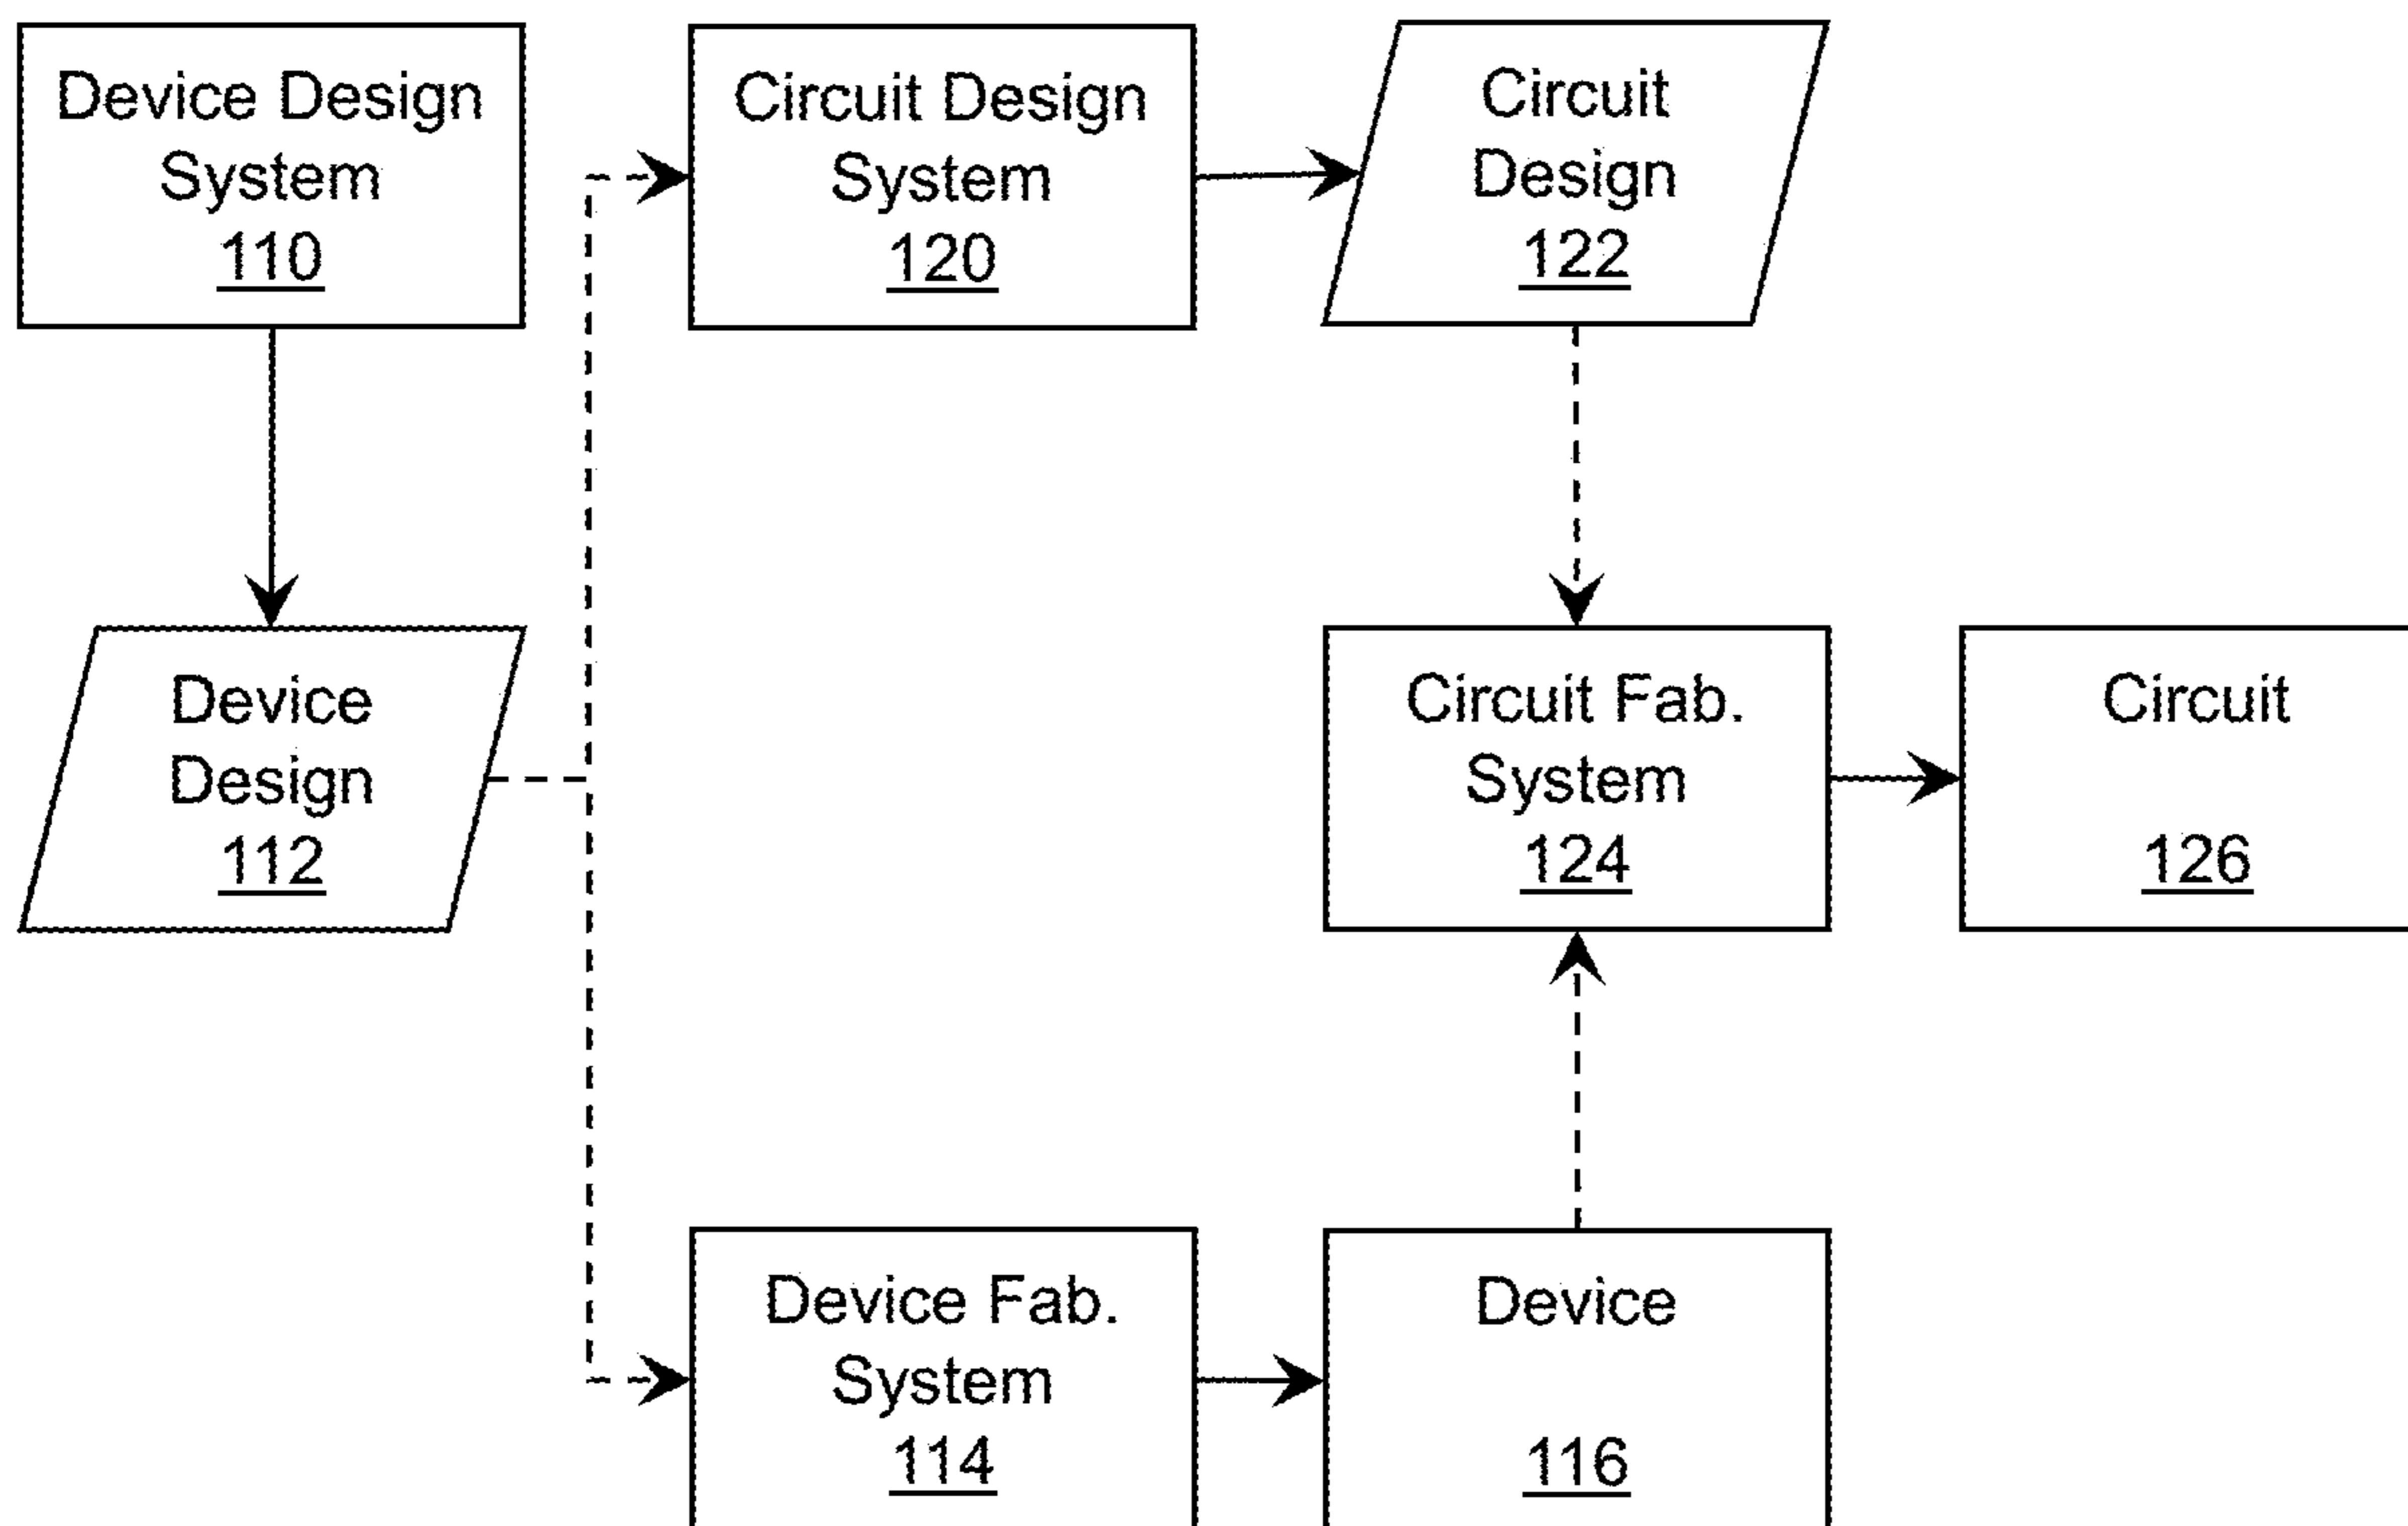 Device Design
System
110
Circuit Design
System
120
Circuit
Design
122
Device
Design
112
Circuit Fab.
System
124
Circuit
126
Device Fab.
System
114
Device
116